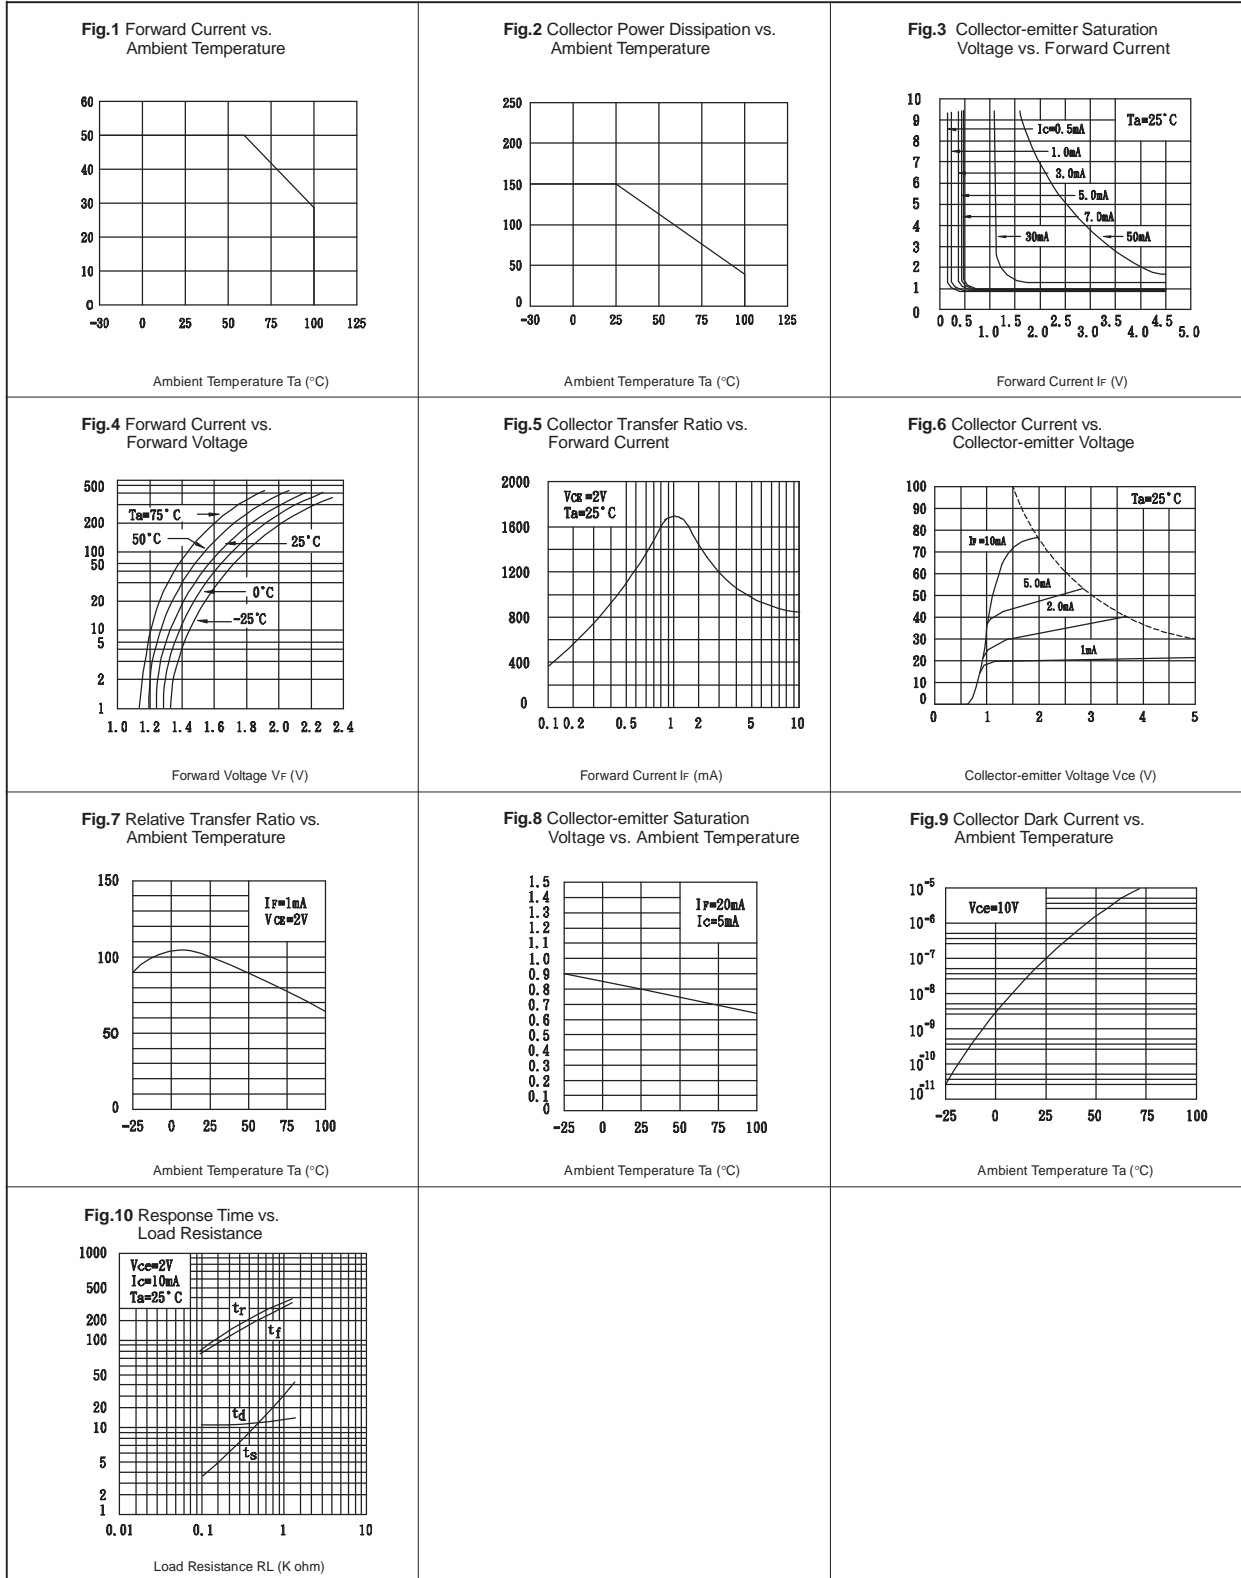 Fig.1 Forward Current vs.
Ambient Temperature
60
50
40
30
20
10
0
-30 0 25 50 75 100 125
Ambient Temperature Ta (°C)
Fig.2 Collector Power Dissipation vs.
Ambient Temperature
250
200
150
100
50
0
-30 0 25 50 75 100 125
Ambient Temperature Ta (°C)
Fig.3 Collector-emitter Saturation
Voltage vs. Forward Current
10
9
8
7
6
5
4
3
2
1
0
Ta=25°C
Ic=0.5mA
1.0mA
3.0mA
5.0mA
7.0mA
30mA 50mA
0 0.5 1.0 1.5 2.0 2.5 3.0 3.5 4.0 4.5 5.0
Forward Current IF (V)
Fig.4 Forward Current vs.
Forward Voltage
500
200
100
50
20
10
5
2
1
Ta=75°C
50°C
25°C
0°C
-25°C
1.0 1.2 1.4 1.6 1.8 2.0 2.2 2.4
Forward Voltage VF (V)
Fig.5 Collector Transfer Ratio vs.
Forward Current
2000
1600
1200
800
400
0
VCE=2V
Ta=25°C
0.1 0.2 0.5 1 2 5 10
Forward Current IF (mA)
Fig.6 Collector Current vs.
Collector-emitter Voltage
100
90
80
70
60
50
40
30
20
10
0
Ta=25°C
IF=10mA
5.0mA
2.0mA
1mA
0 1 2 3 4 5
Collector-emitter Voltage Vce (V)
Fig.7 Relative Transfer Ratio vs.
Ambient Temperature
150
100
50
0
IF=1mA
VCE=2V
-25 0 25 50 75 100
Ambient Temperature Ta (°C)
Fig.8 Collector-emitter Saturation
Voltage vs. Ambient Temperature
1.5
1.4
1.3
1.2
1.1
1.0
0.9
0.8
0.7
0.6
0.5
0.4
0.3
0.2
0.1
0
IF=20mA
Ic=5mA
-25 0 25 50 75 100
Ambient Temperature Ta (°C)
Fig.9 Collector Dark Current vs.
Ambient Temperature
10⁻⁵
10⁻⁶
10⁻⁷
10⁻⁸
10⁻⁹
10⁻¹⁰
10⁻¹¹
Vce=10V
-25 0 25 50 75 100
Ambient Temperature Ta (°C)
Fig.10 Response Time vs.
Load Resistance
1000
500
200
100
50
20
10
5
2
1
Vce=2V
Ic=10mA
Ta=25°C
tr
tf
td
ts
0.01 0.1 1 10
Load Resistance RL (K ohm)